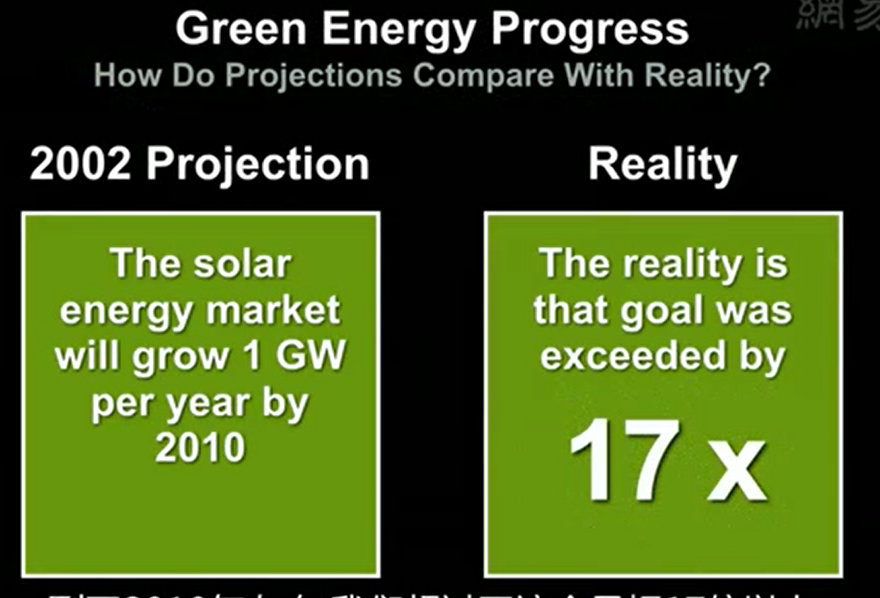 Green Energy Progress
How Do Projections Compare With Reality?
2002 Projection
Reality
The solar
energy market
will grow 1 GW
per year by
2010
The reality is
that goal was
exceeded by
17 x